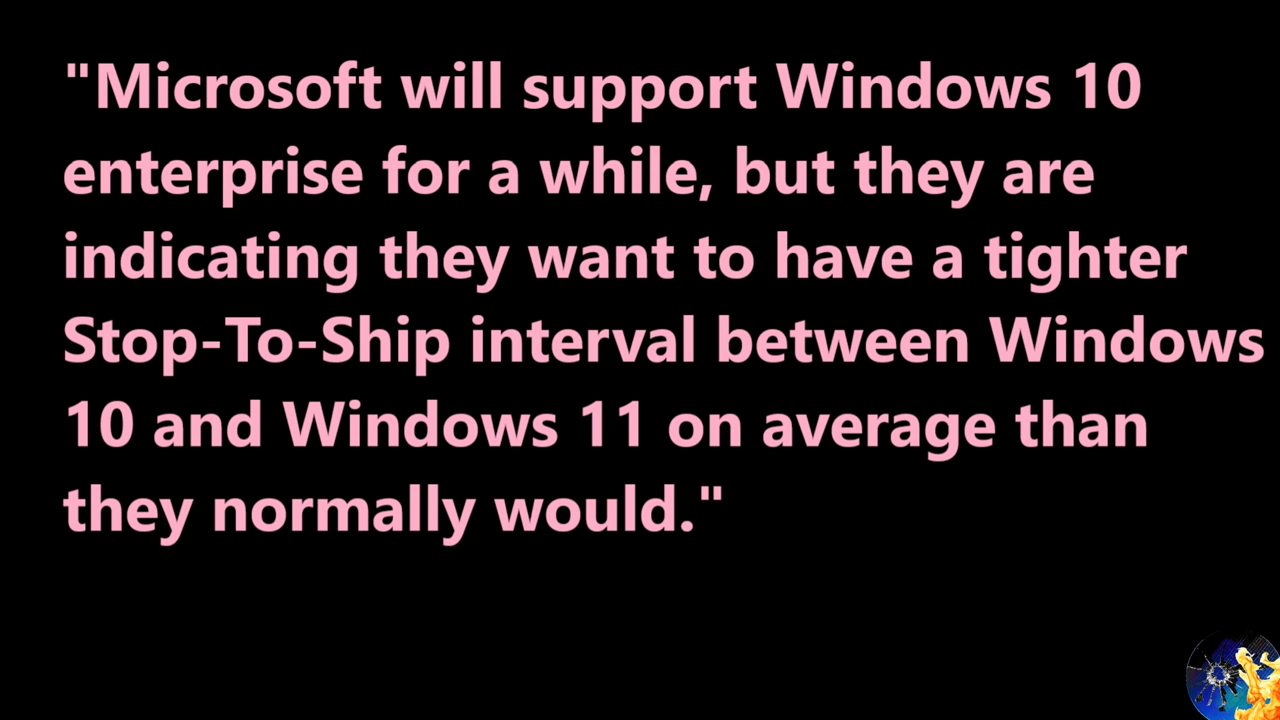 "Microsoft will support Windows 10
enterprise for a while, but they are
indicating they want to have a tighter
Stop-To-Ship interval between Windows
10 and Windows 11 on average than
they normally would."